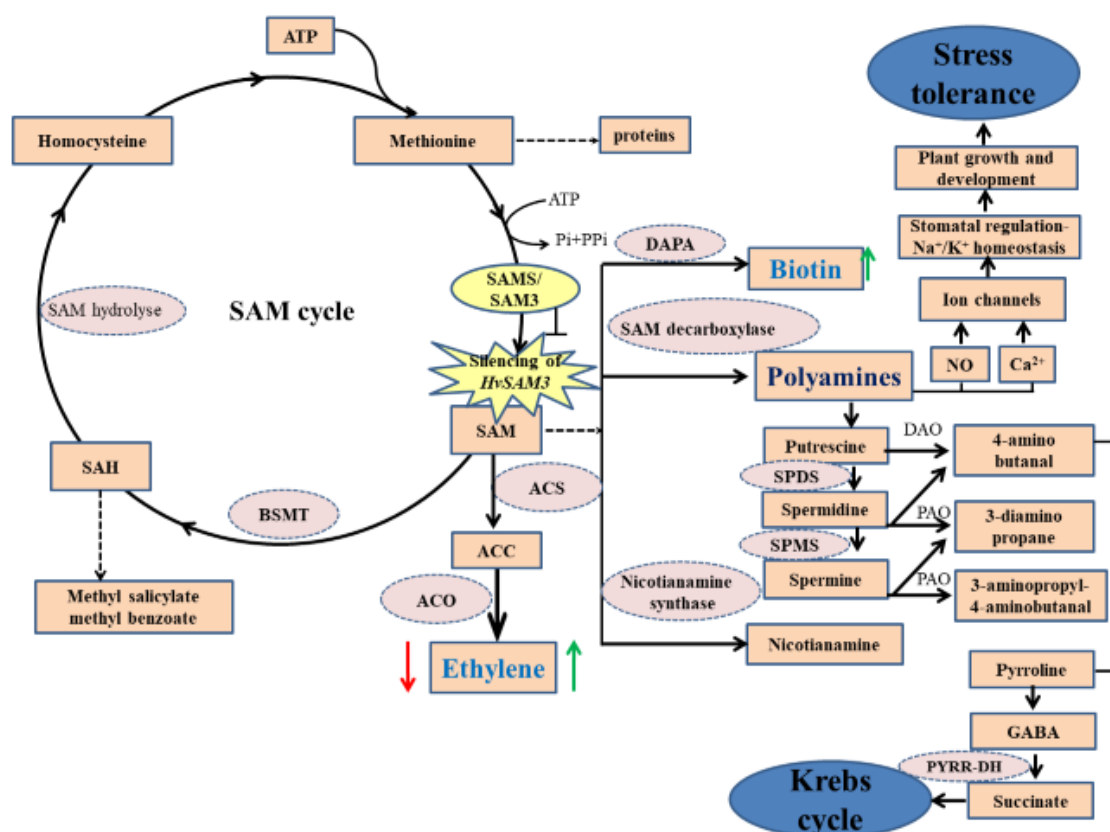 ATP
Stress
tolerance
Homocysteine
Methionine
proteins
Plant growth and
development
ATP
Pi+PPi
DAPA
Stomatal regulation-
Na⁺/K⁺ homeostasis
Biotin
SAMS/
SAM3
SAM hydrolyse
SAM cycle
Ion channels
SAM decarboxylase
Silencing of
HvSAM3
NO
Ca²⁺
Polyamines
SAM
Putrescine
DAO
4-amino
butanal
SAH
ACS
SPDS
BSMT
Spermidine
PAO
3-diamino
propane
SPMS
ACC
Methyl salicylate
methyl benzoate
ACO
Nicotianamine
synthase
Spermine
PAO
3-aminopropyl-
4-aminobutanal
Nicotianamine
Ethylene
Pyrroline
GABA
PYRR-DH
Krebs
cycle
Succinate